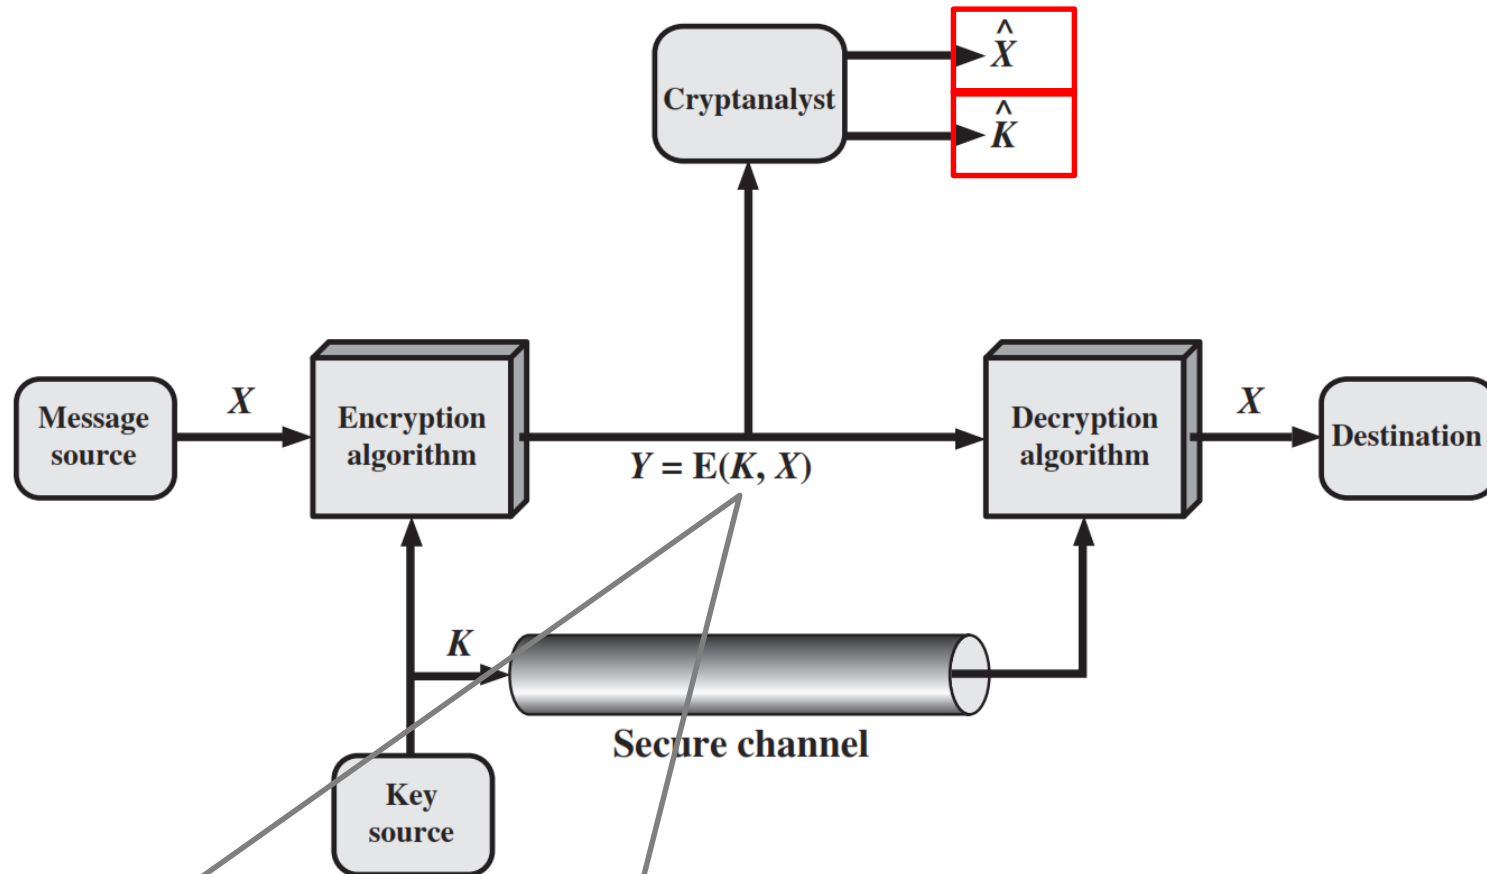 Cryptanalyst
X̂
K̂
Message
source
X
Encryption
algorithm
Y = E(K, X)
Decryption
algorithm
X
Destination
K
Secure channel
Key
source